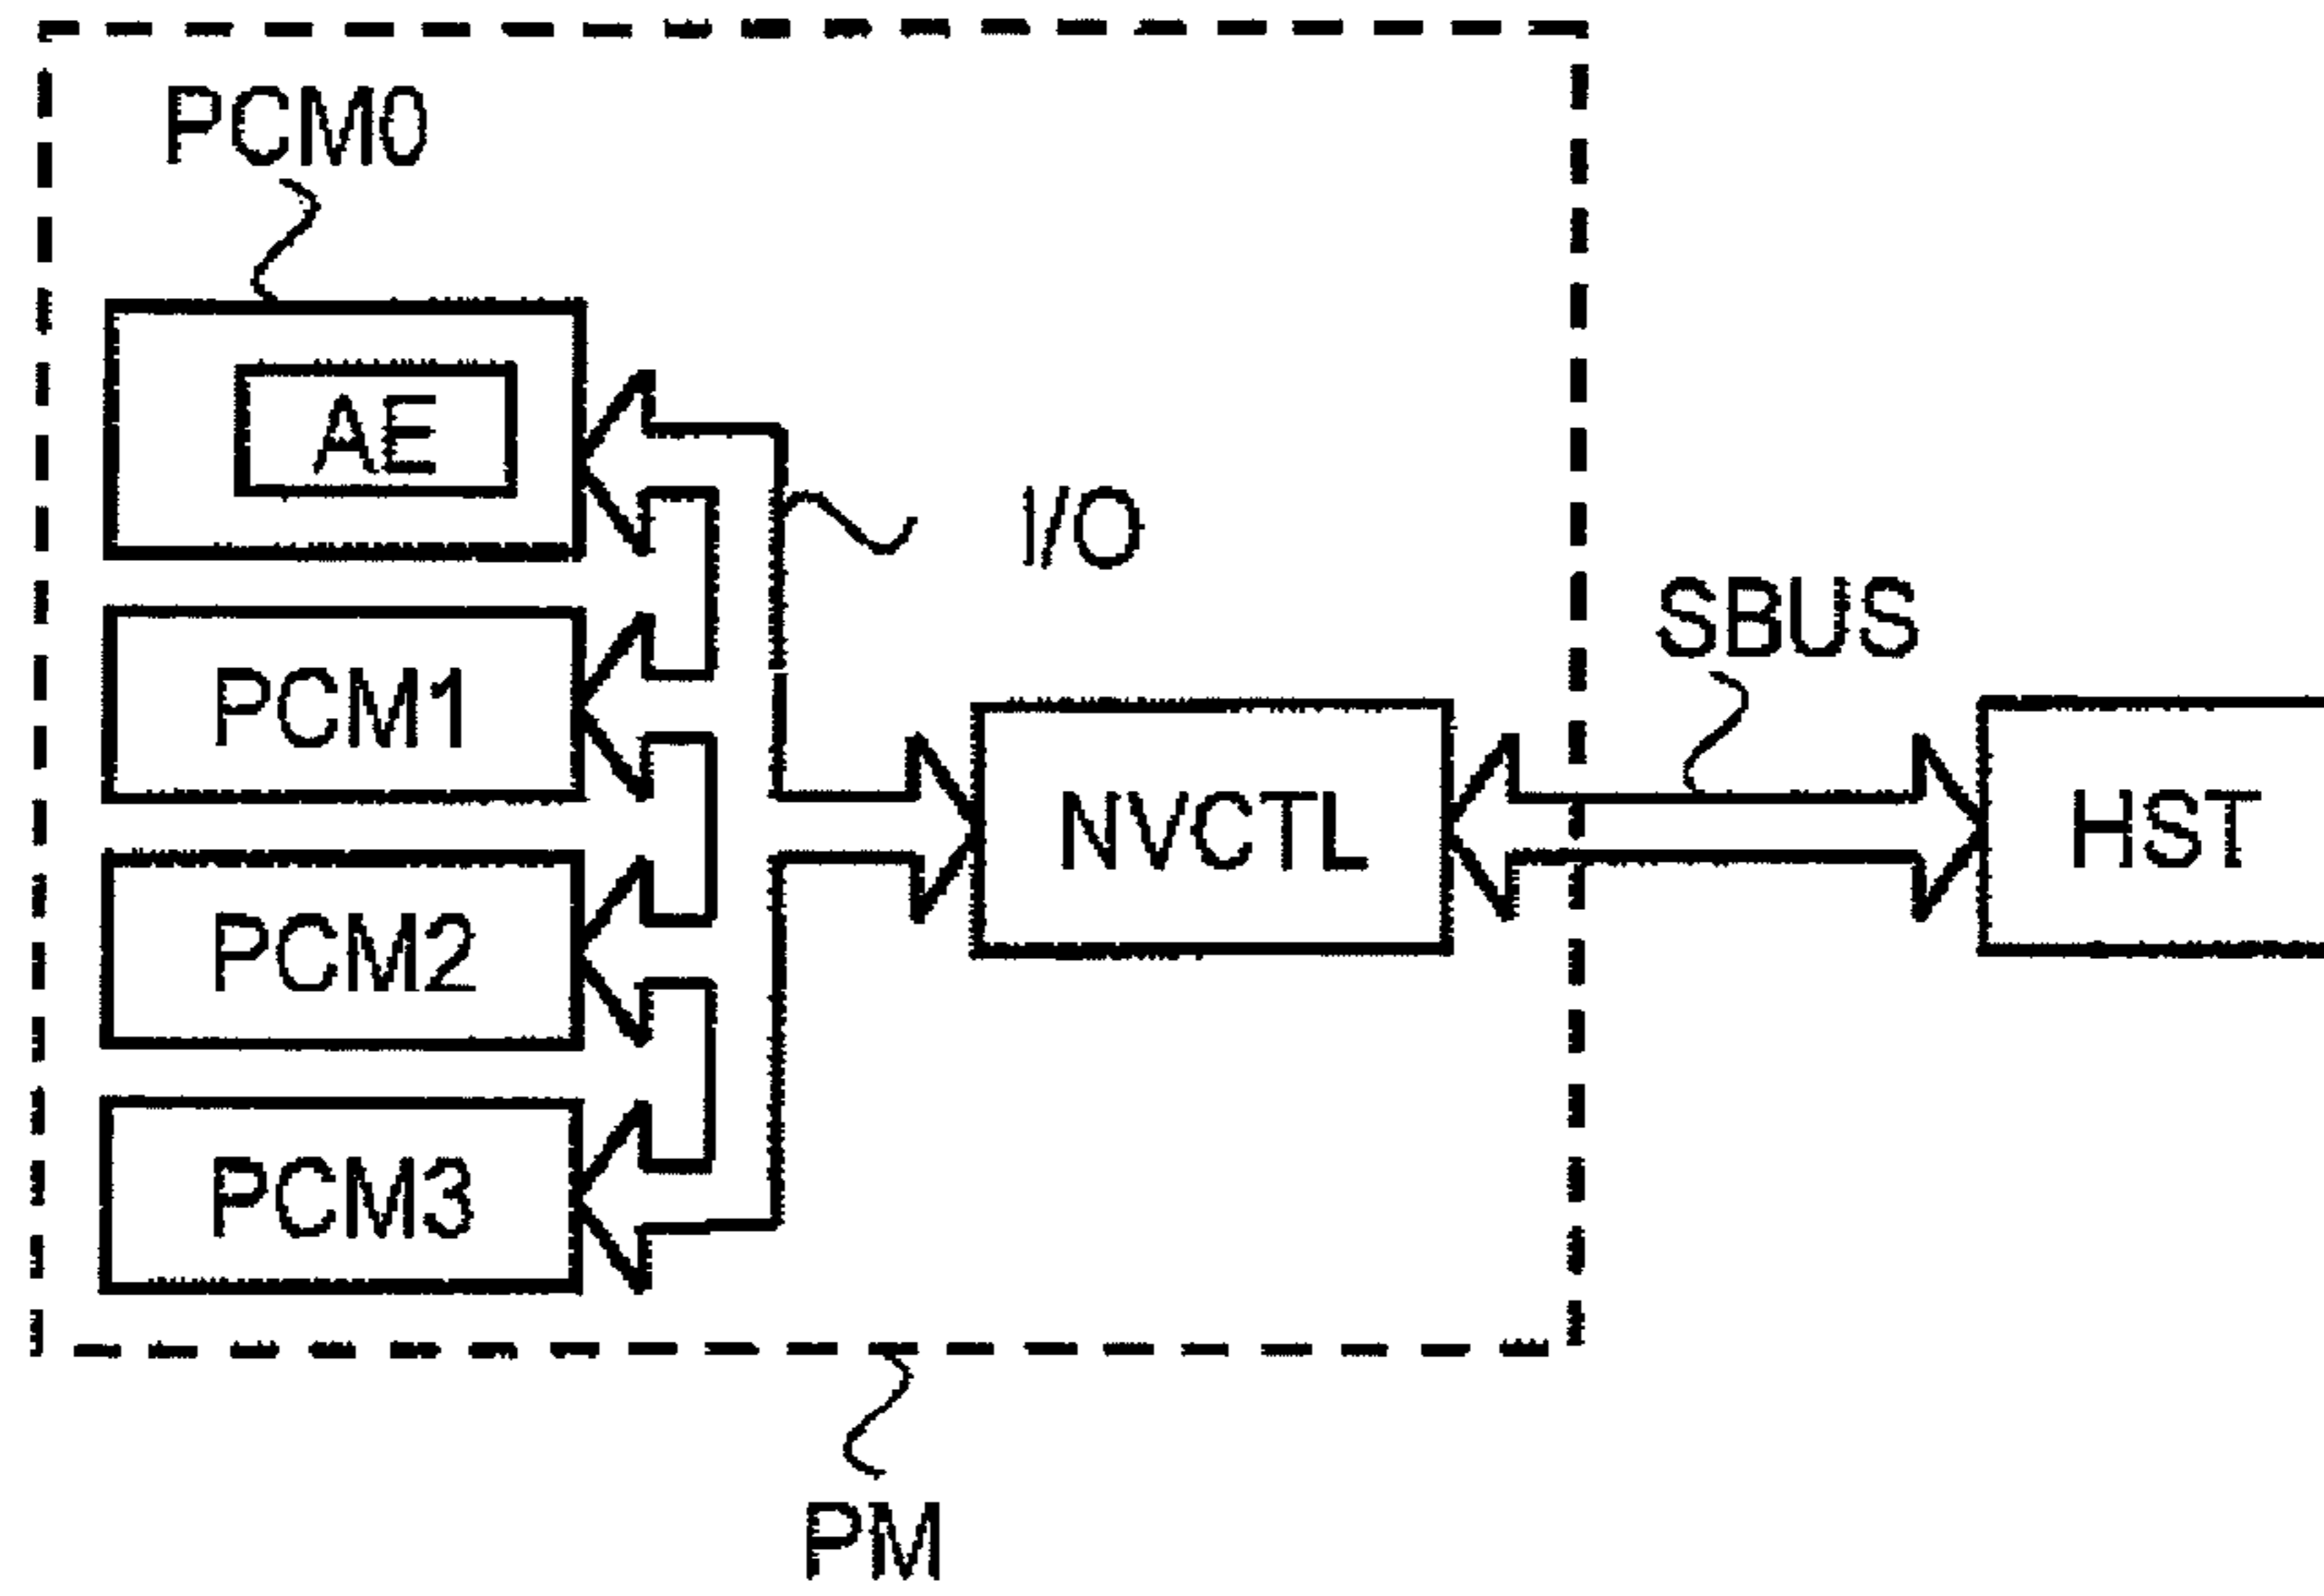 PCM0
AE
I/O
SBUS
PCM1
NVCTL
HST
PCM2
PCM3
PM